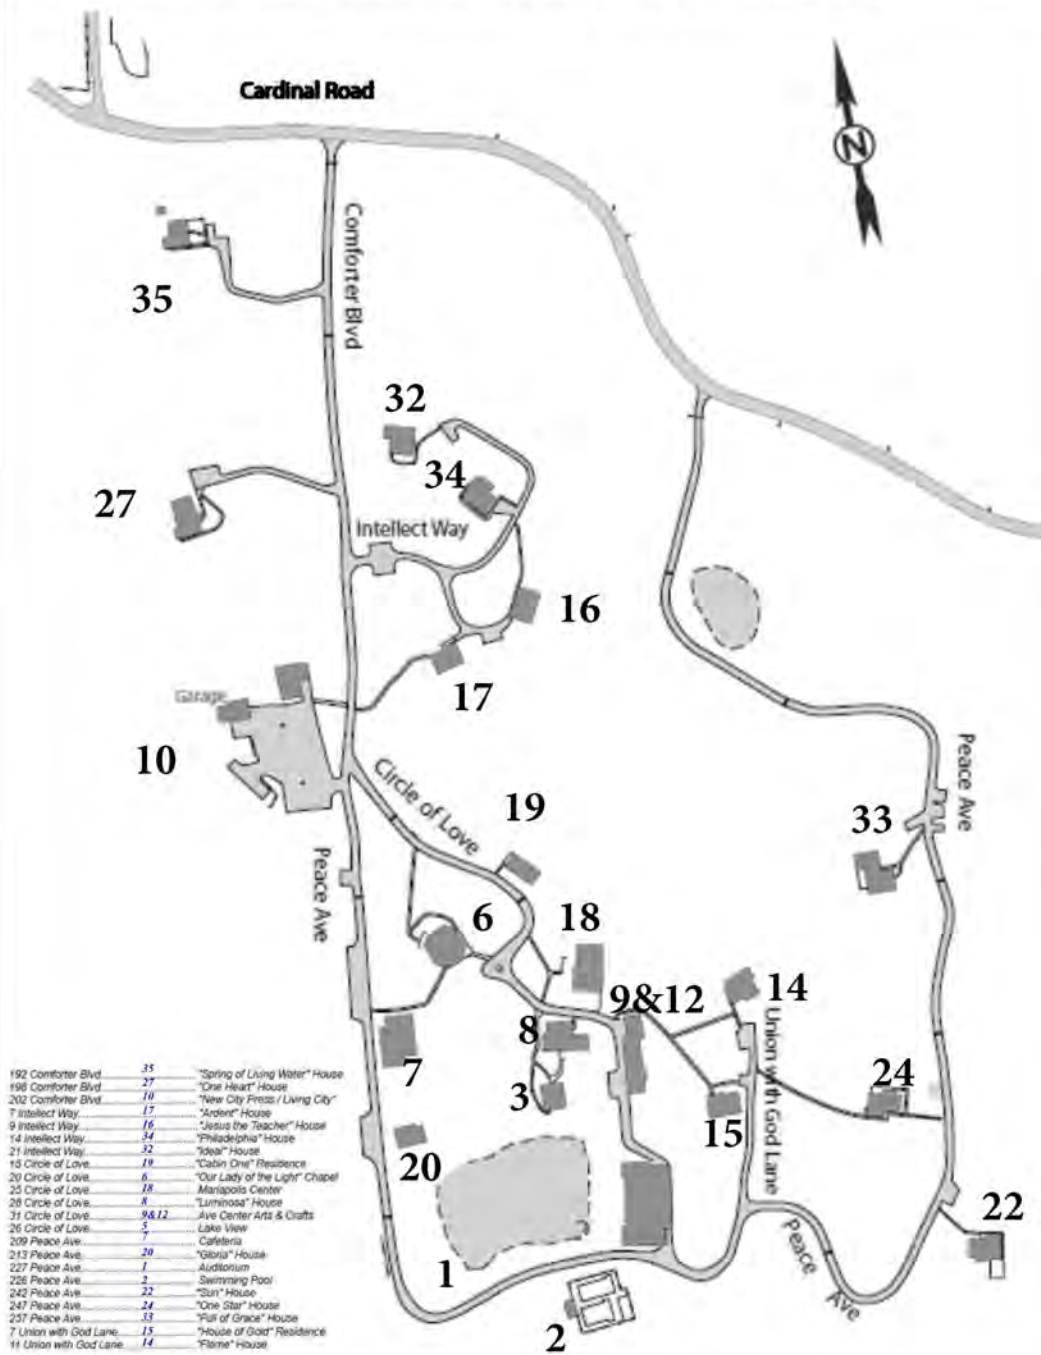 Cardinal Road
N
Comforter Blvd
35
32
34
27
Intellect Way
16
17
Garage
10
Circle of Love
19
Peace Ave
33
Peace Ave
6
18
9&12
14
8
7
3
Union with God Lane
24
15
20
22
Peace Ave
1
2
192 Comforter Blvd 35 "Spring of Living Water" House
198 Comforter Blvd 27 "One Heart" House
202 Comforter Blvd 10 "New City Press / Living City"
7 Intellect Way 17 "Ardent" House
9 Intellect Way 16 "Jesus the Teacher" House
14 Intellect Way 34 "Philadelphia" House
21 Intellect Way 32 "Ideal" House
15 Circle of Love 19 "Cabin One" Residence
20 Circle of Love 6 "Our Lady of the Light" Chapel
25 Circle of Love 18 Mariapolis Center
28 Circle of Love 8 "Luminosa" House
31 Circle of Love 9&12 Ave Center Arts & Crafts
26 Circle of Love 5 Lake View
209 Peace Ave 7 Cafeteria
213 Peace Ave 20 "Gloria" House
227 Peace Ave 1 Auditorium
226 Peace Ave 2 Swimming Pool
242 Peace Ave 22 "Sun" House
247 Peace Ave 24 "One Star" House
257 Peace Ave 33 "Full of Grace" House
7 Union with God Lane 15 "House of Gold" Residence
11 Union with God Lane 14 "Flame" House